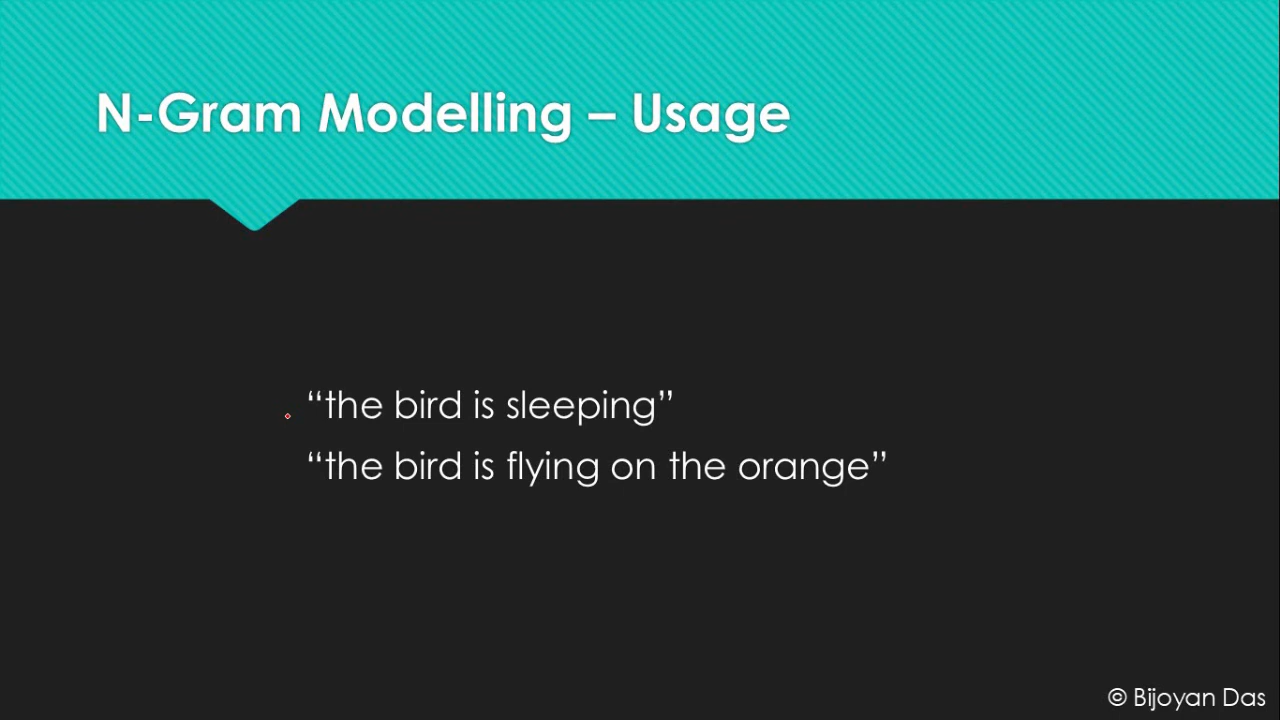 N-Gram Modelling – Usage
“the bird is sleeping”
“the bird is flying on the orange”
© Bijoyan Das